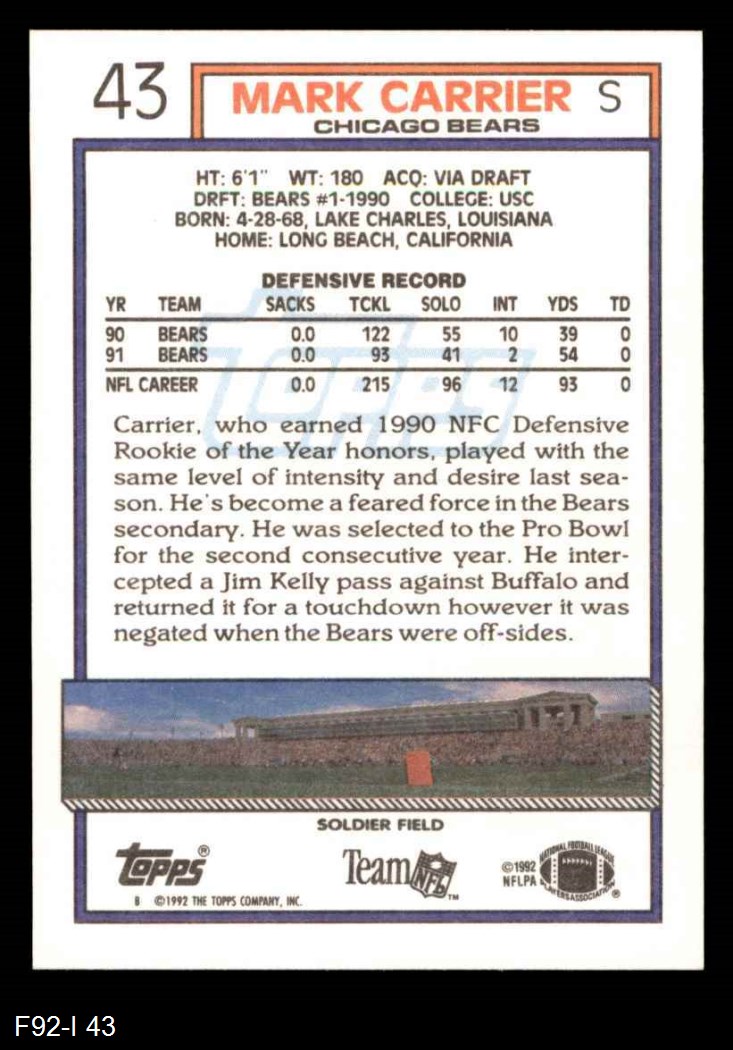 43 MARK CARRIER S
CHICAGO BEARS
HT: 6'1" WT: 180 ACQ: VIA DRAFT
DRFT: BEARS #1-1990 COLLEGE: USC
BORN: 4-28-68, LAKE CHARLES, LOUISIANA
HOME: LONG BEACH, CALIFORNIA
DEFENSIVE RECORD
YR TEAM SACKS TCKL SOLO INT YDS TD
90 BEARS 0.0 122 55 10 39 0
91 BEARS 0.0 93 41 2 54 0
NFL CAREER 0.0 215 96 12 93 0
Topps
Carrier, who earned 1990 NFC Defensive
Rookie of the Year honors, played with the
same level of intensity and desire last sea-
son. He's become a feared force in the Bears
secondary. He was selected to the Pro Bowl
for the second consecutive year. He inter-
cepted a Jim Kelly pass against Buffalo and
returned it for a touchdown however it was
negated when the Bears were off-sides.
SOLDIER FIELD
Topps®
Team NFL™
©1992
NFLPA
NATIONAL FOOTBALL LEAGUE
PLAYERS ASSOCIATION ®
B ©1992 THE TOPPS COMPANY, INC.
F92-I 43